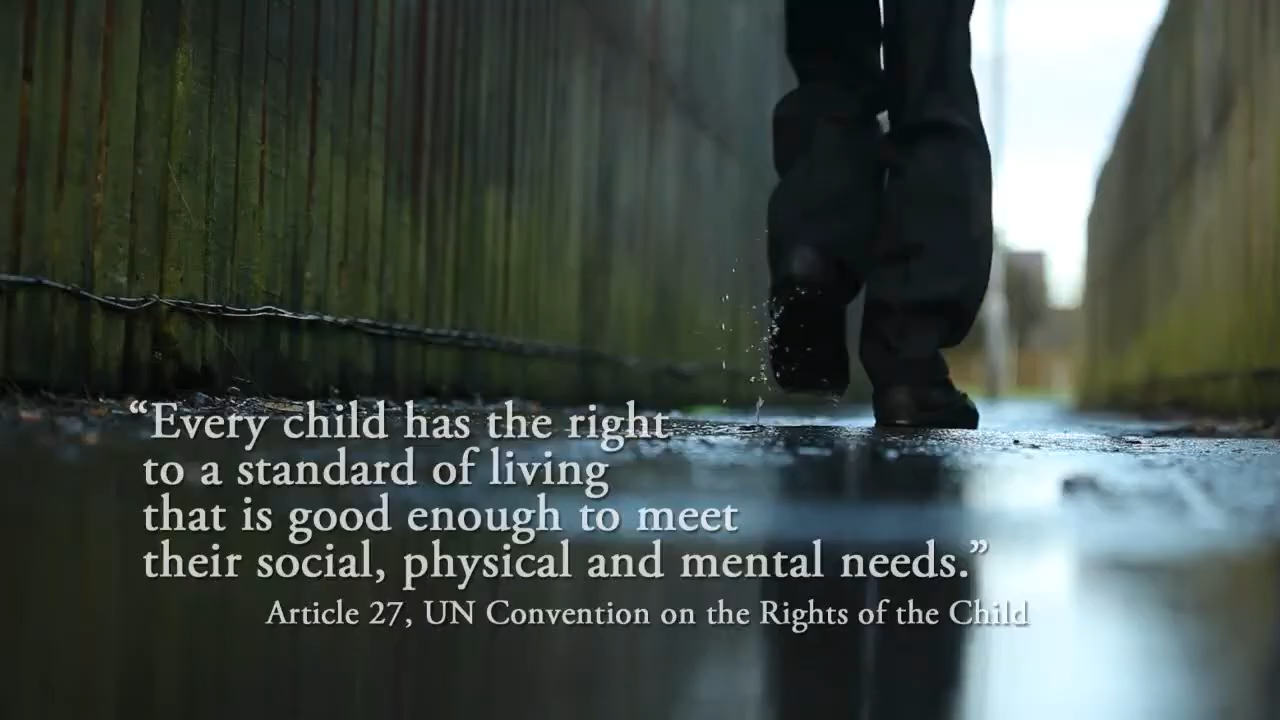 “Every child has the right
to a standard of living
that is good enough to meet
their social, physical and mental needs.”
Article 27, UN Convention on the Rights of the Child